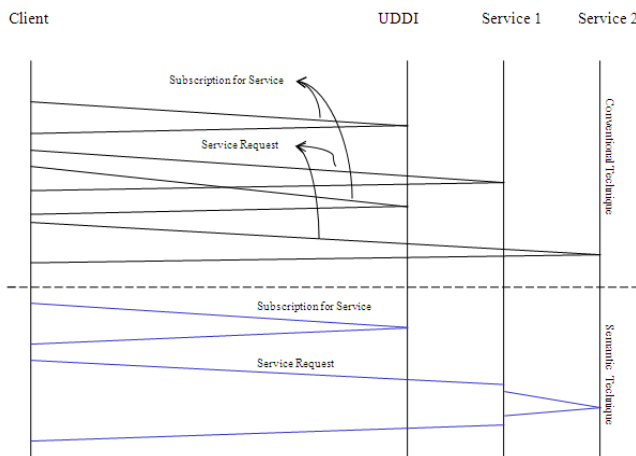 Client UDDI Service 1 Service 2
Subscription for Service
Service Request
Conventional Technique
Subscription for Service
Service Request
Semantic Technique